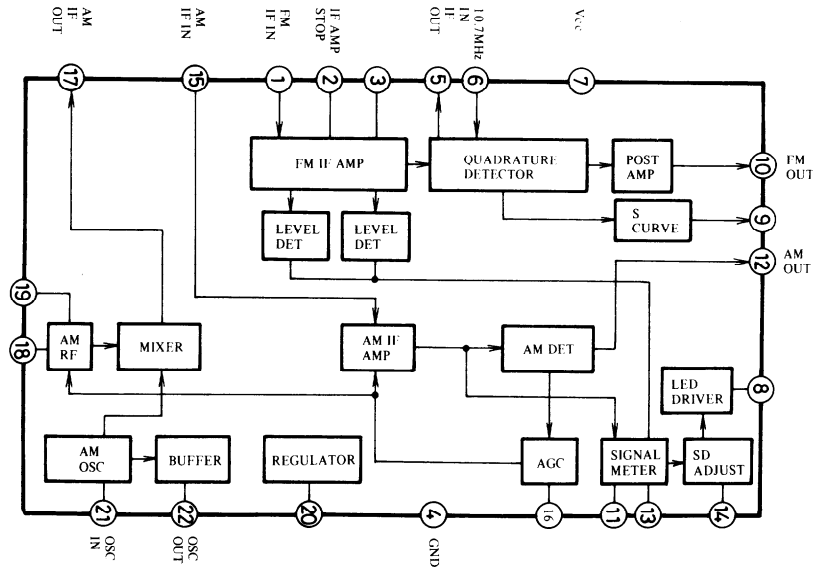 AM
IF
OUT
AM
IF IN
FM
IF IN
IF AMP
STOP
IF
OUT
10.7MHz
IN
Vcc
17
15
1
2
3
5
6
7
FM IF AMP
QUADRATURE
DETECTOR
POST
AMP
10
FM
OUT
LEVEL
DET
LEVEL
DET
S
CURVE
9
12
AM
OUT
19
18
AM
RF
MIXER
AM IF
AMP
AM DET
LED
DRIVER
8
AM
OSC
BUFFER
REGULATOR
AGC
SIGNAL
METER
SD
ADJUST
21
22
20
4
16
11
13
14
OSC
IN
OSC
OUT
GND